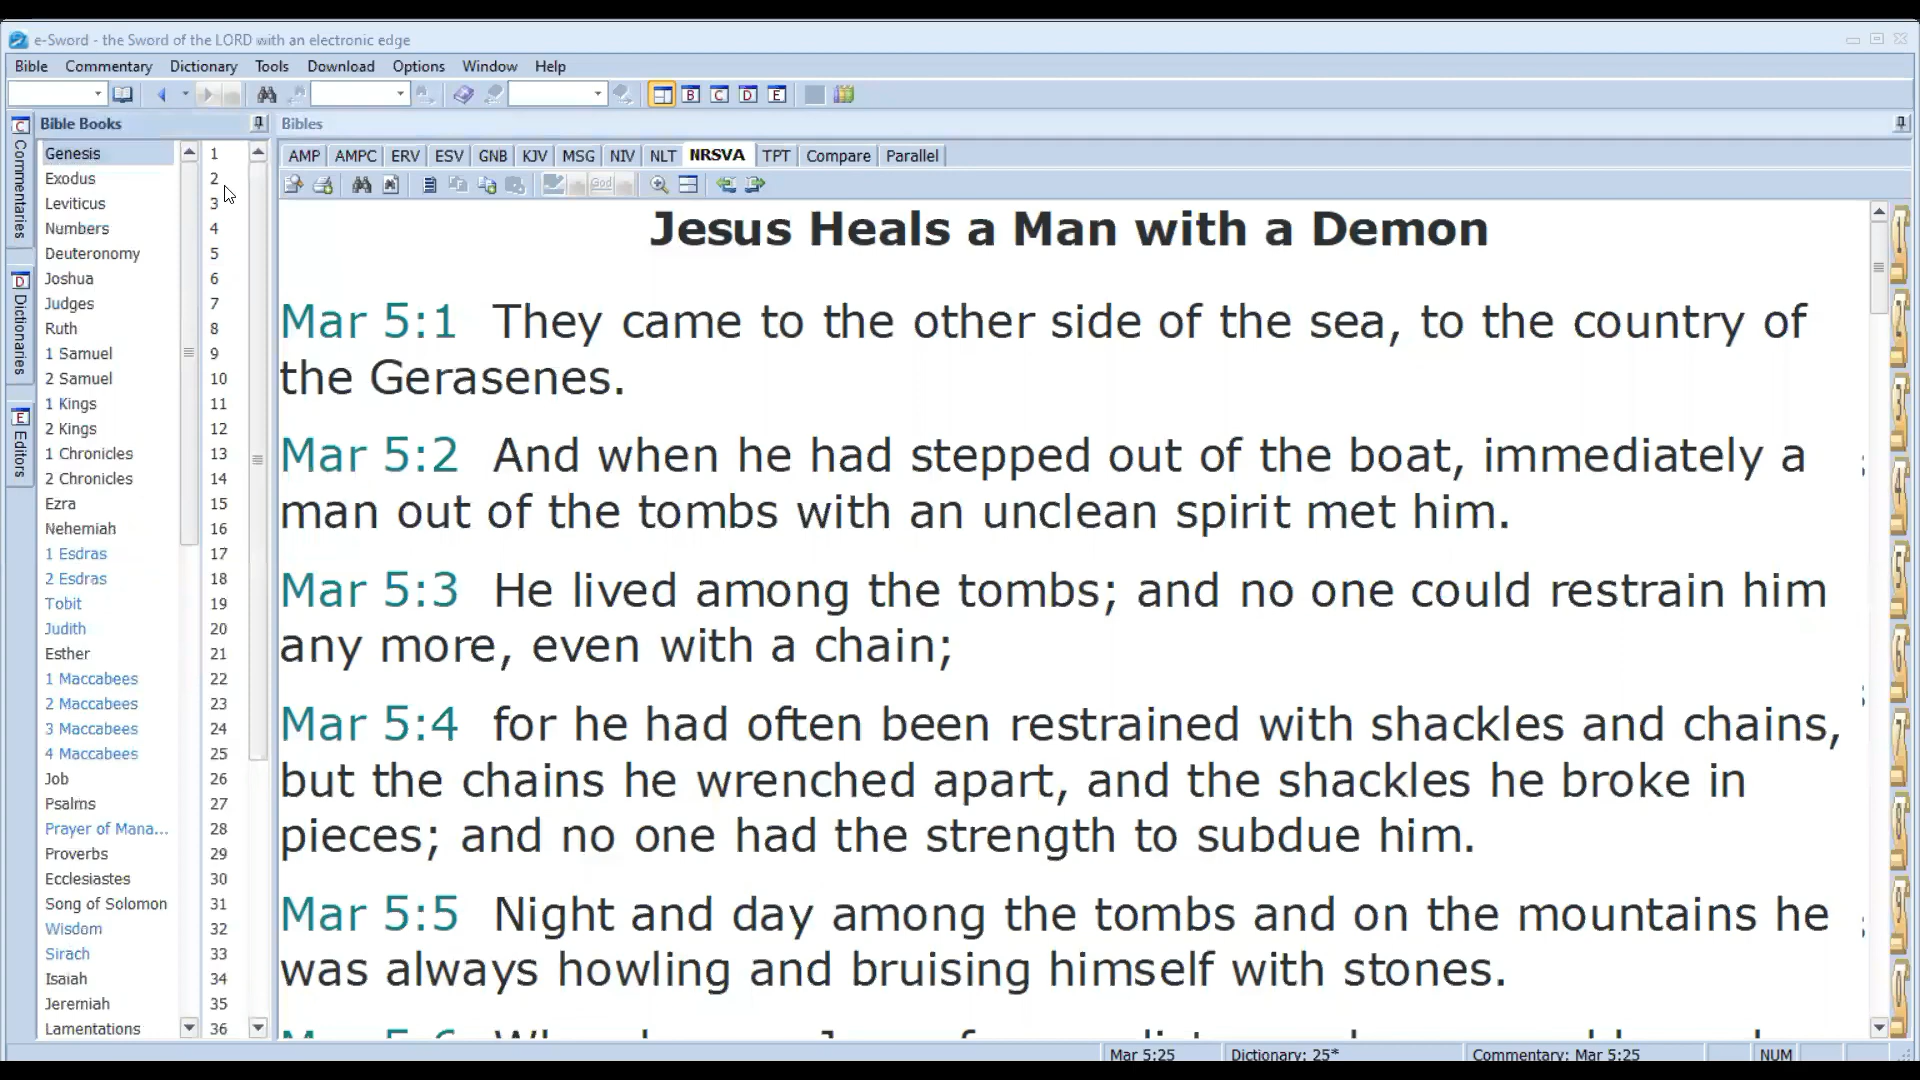 e-Sword - the Sword of the LORD with an electronic edge
Bible Commentary Dictionary Tools Download Options Window Help
B C D E
C Commentaries
D Dictionaries
E Editors
Bible Books
Genesis
Exodus
Leviticus
Numbers
Deuteronomy
Joshua
Judges
Ruth
1 Samuel
2 Samuel
1 Kings
2 Kings
1 Chronicles
2 Chronicles
Ezra
Nehemiah
1 Esdras
2 Esdras
Tobit
Judith
Esther
1 Maccabees
2 Maccabees
3 Maccabees
4 Maccabees
Job
Psalms
Prayer of Mana...
Proverbs
Ecclesiastes
Song of Solomon
Wisdom
Sirach
Isaiah
Jeremiah
Lamentations
1
2
3
4
5
6
7
8
9
10
11
12
13
14
15
16
17
18
19
20
21
22
23
24
25
26
27
28
29
30
31
32
33
34
35
36
Bibles
AMP AMPC ERV ESV GNB KJV MSG NIV NLT NRSVA TPT Compare Parallel
God
Jesus Heals a Man with a Demon
Mar 5:1 They came to the other side of the sea, to the country of
the Gerasenes.
Mar 5:2 And when he had stepped out of the boat, immediately a
man out of the tombs with an unclean spirit met him.
Mar 5:3 He lived among the tombs; and no one could restrain him
any more, even with a chain;
Mar 5:4 for he had often been restrained with shackles and chains,
but the chains he wrenched apart, and the shackles he broke in
pieces; and no one had the strength to subdue him.
Mar 5:5 Night and day among the tombs and on the mountains he
was always howling and bruising himself with stones.
1
2
3
4
5
6
7
8
9
0
Mar 5:25 Dictionary: 25* Commentary: Mar 5:25 NUM